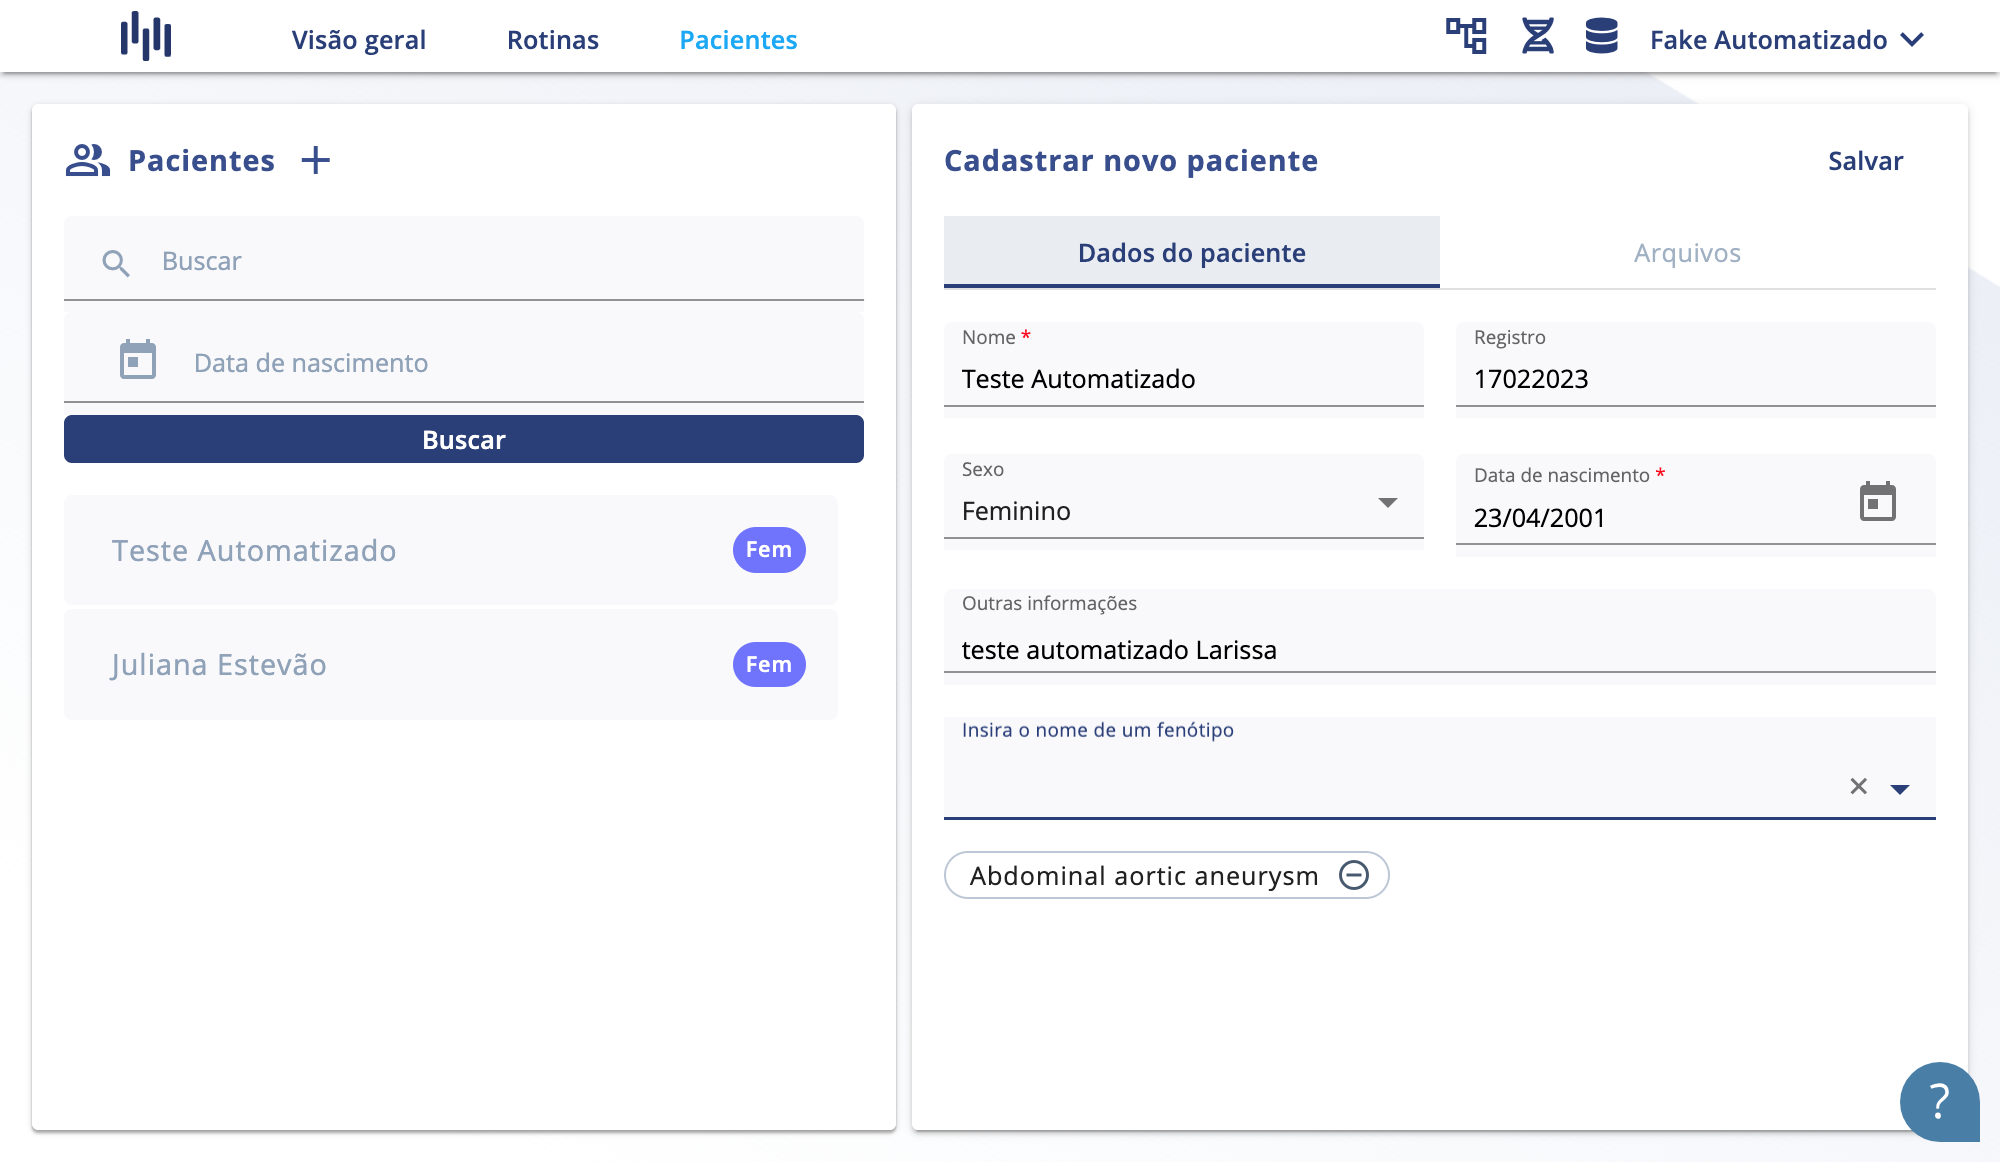 Visão geral
Rotinas
Pacientes
Fake Automatizado
Pacientes
Buscar
Data de nascimento
Buscar
Teste Automatizado
Fem
Juliana Estevão
Fem
Cadastrar novo paciente
Salvar
Dados do paciente
Arquivos
Nome *
Teste Automatizado
Registro
17022023
Sexo
Feminino
Data de nascimento *
23/04/2001
Outras informações
teste automatizado Larissa
Insira o nome de um fenótipo
Abdominal aortic aneurysm
?